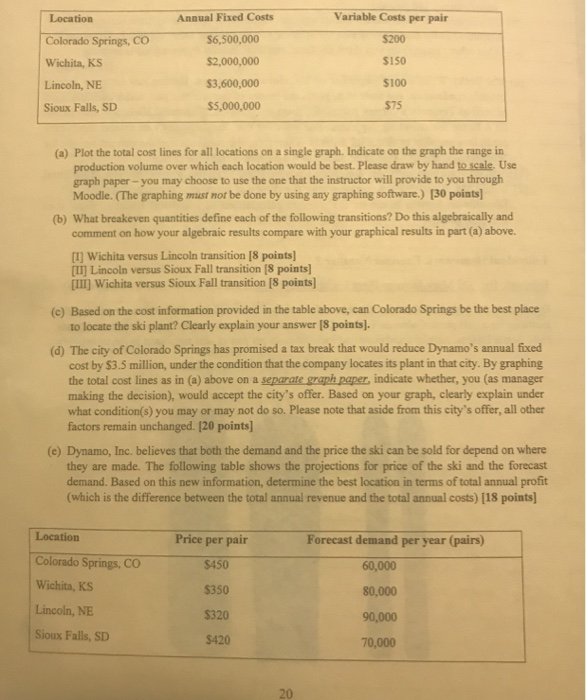 Location Annual Fixed Costs Variable Costs per pair
Colorado Springs, CO $6,500,000 $200
Wichita, KS $2,000,000 $150
Lincoln, NE $3,600,000 $100
Sioux Falls, SD $5,000,000 $75
(a) Plot the total cost lines for all locations on a single graph. Indicate on the graph the range in
production volume over which each location would be best. Please draw by hand to scale. Use
graph paper – you may choose to use the one that the instructor will provide to you through
Moodle. (The graphing must not be done by using any graphing software.) [30 points]
(b) What breakeven quantities define each of the following transitions? Do this algebraically and
comment on how your algebraic results compare with your graphical results in part (a) above.
[I] Wichita versus Lincoln transition [8 points]
[II] Lincoln versus Sioux Fall transition [8 points]
[III] Wichita versus Sioux Fall transition [8 points]
(c) Based on the cost information provided in the table above, can Colorado Springs be the best place
to locate the ski plant? Clearly explain your answer [8 points].
(d) The city of Colorado Springs has promised a tax break that would reduce Dynamo's annual fixed
cost by $3.5 million, under the condition that the company locates its plant in that city. By graphing
the total cost lines as in (a) above on a separate graph paper, indicate whether, you (as manager
making the decision), would accept the city's offer. Based on your graph, clearly explain under
what condition(s) you may or may not do so. Please note that aside from this city's offer, all other
factors remain unchanged. [20 points]
(e) Dynamo, Inc. believes that both the demand and the price the ski can be sold for depend on where
they are made. The following table shows the projections for price of the ski and the forecast
demand. Based on this new information, determine the best location in terms of total annual profit
(which is the difference between the total annual revenue and the total annual costs) [18 points]
Location Price per pair Forecast demand per year (pairs)
Colorado Springs, CO $450 60,000
Wichita, KS $350 80,000
Lincoln, NE $320 90,000
Sioux Falls, SD $420 70,000
20